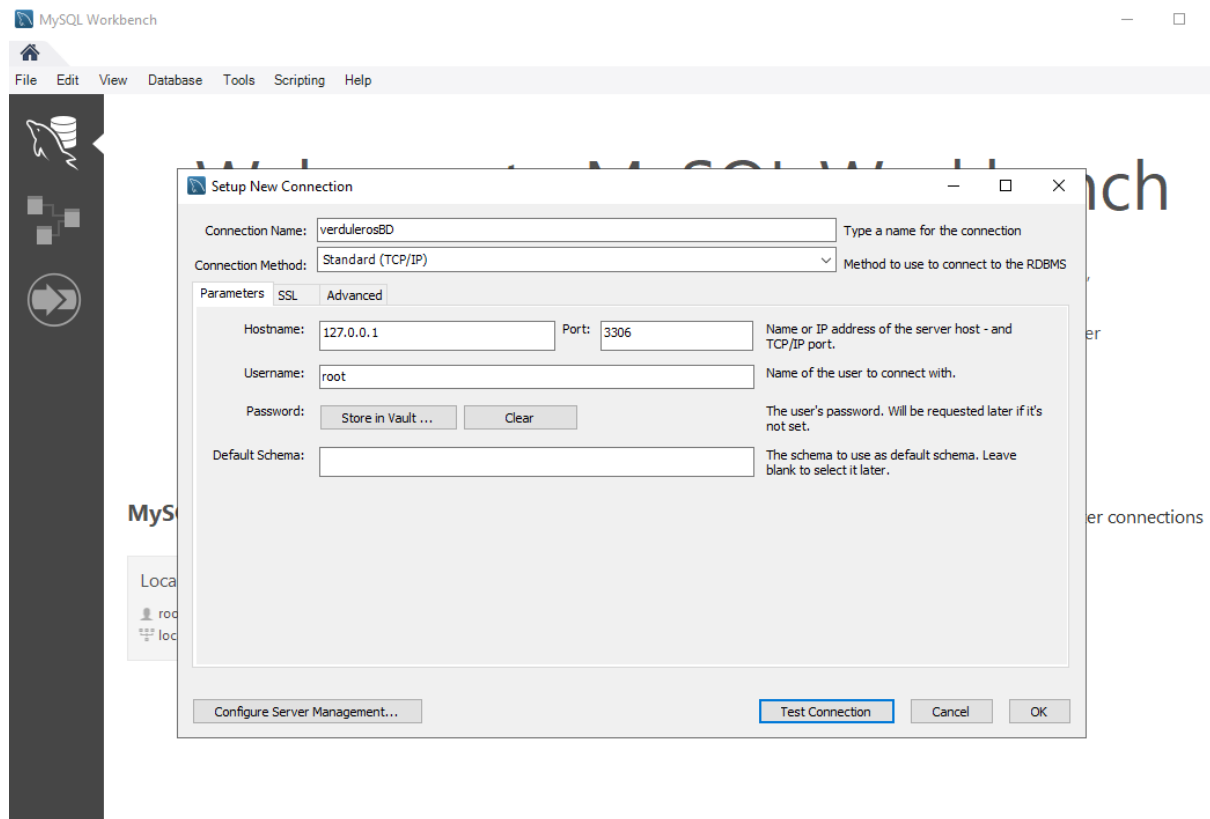 MySQL Workbench
File Edit View Database Tools Scripting Help
Setup New Connection
Connection Name: verdulerosBD Type a name for the connection
Connection Method: Standard (TCP/IP) Method to use to connect to the RDBMS
Parameters SSL Advanced
Hostname: 127.0.0.1 Port: 3306 Name or IP address of the server host - and
TCP/IP port.
Username: root Name of the user to connect with.
Password: Store in Vault ... Clear The user's password. Will be requested later if it's
not set.
Default Schema: The schema to use as default schema. Leave
blank to select it later.
Configure Server Management... Test Connection Cancel OK